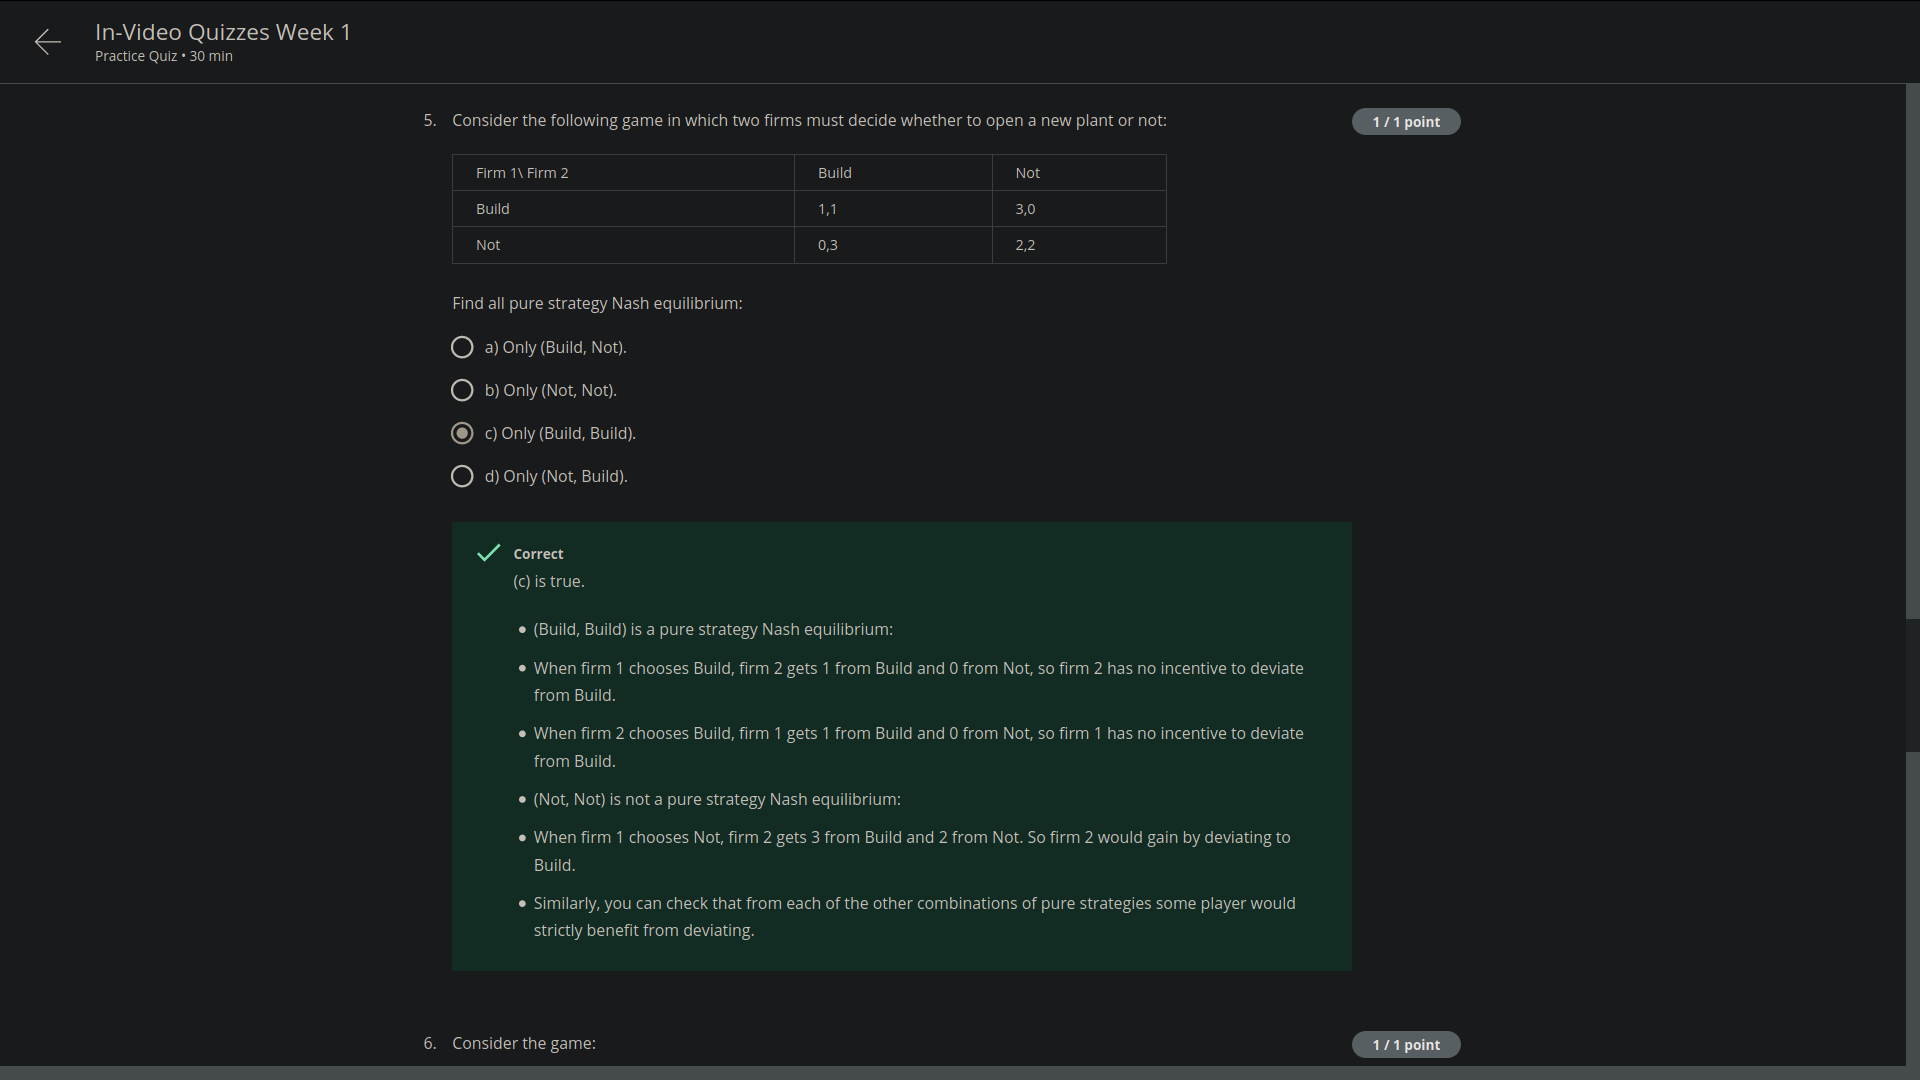 In-Video Quizzes Week 1
Practice Quiz • 30 min
5. Consider the following game in which two firms must decide whether to open a new plant or not:
1 / 1 point
Firm 1\ Firm 2 Build Not
Build 1,1 3,0
Not 0,3 2,2
Find all pure strategy Nash equilibrium:
a) Only (Build, Not).
b) Only (Not, Not).
c) Only (Build, Build).
d) Only (Not, Build).
Correct
(c) is true.
• (Build, Build) is a pure strategy Nash equilibrium:
• When firm 1 chooses Build, firm 2 gets 1 from Build and 0 from Not, so firm 2 has no incentive to deviate
from Build.
• When firm 2 chooses Build, firm 1 gets 1 from Build and 0 from Not, so firm 1 has no incentive to deviate
from Build.
• (Not, Not) is not a pure strategy Nash equilibrium:
• When firm 1 chooses Not, firm 2 gets 3 from Build and 2 from Not. So firm 2 would gain by deviating to
Build.
• Similarly, you can check that from each of the other combinations of pure strategies some player would
strictly benefit from deviating.
6. Consider the game:
1 / 1 point